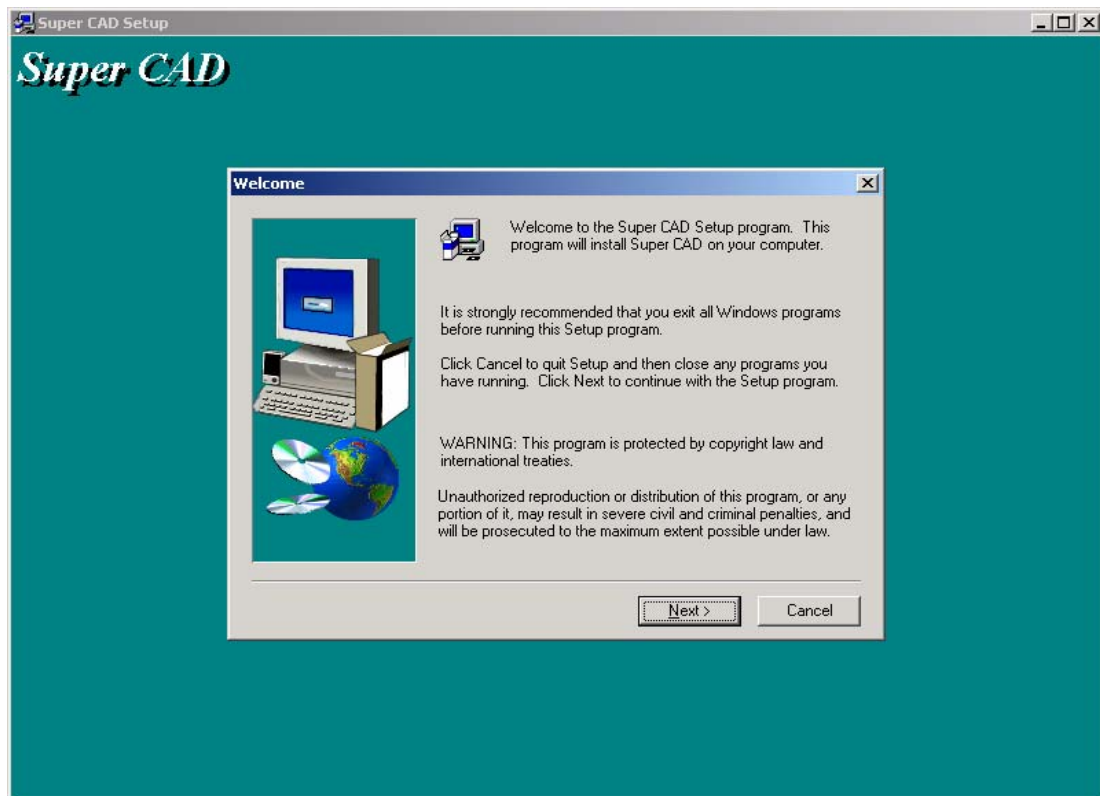 Super CAD Setup
Super CAD
Welcome
Welcome to the Super CAD Setup program.  This
program will install Super CAD on your computer.
It is strongly recommended that you exit all Windows programs
before running this Setup program.
Click Cancel to quit Setup and then close any programs you
have running.  Click Next to continue with the Setup program.
WARNING: This program is protected by copyright law and
international treaties.
Unauthorized reproduction or distribution of this program, or any
portion of it, may result in severe civil and criminal penalties, and
will be prosecuted to the maximum extent possible under law.
Next >
Cancel